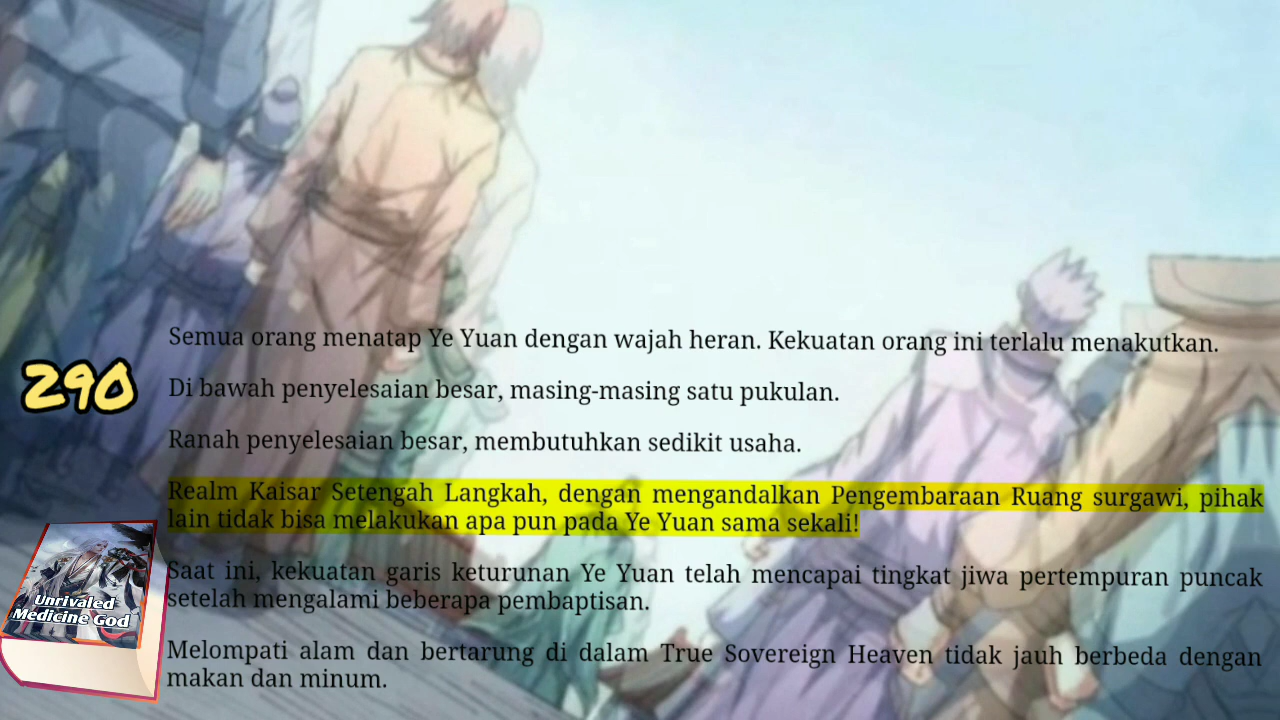 Semua orang menatap Ye Yuan dengan wajah heran. Kekuatan orang ini terlalu menakutkan.
290
Di bawah penyelesaian besar, masing-masing satu pukulan.
Ranah penyelesaian besar, membutuhkan sedikit usaha.
Realm Kaisar Setengah Langkah, dengan mengandalkan Pengembaraan Ruang surgawi, pihak
lain tidak bisa melakukan apa pun pada Ye Yuan sama sekali!
Saat ini, kekuatan garis keturunan Ye Yuan telah mencapai tingkat jiwa pertempuran puncak
setelah mengalami beberapa pembaptisan.
Unrivaled
Medicine God
Melompati alam dan bertarung di dalam True Sovereign Heaven tidak jauh berbeda dengan
makan dan minum.